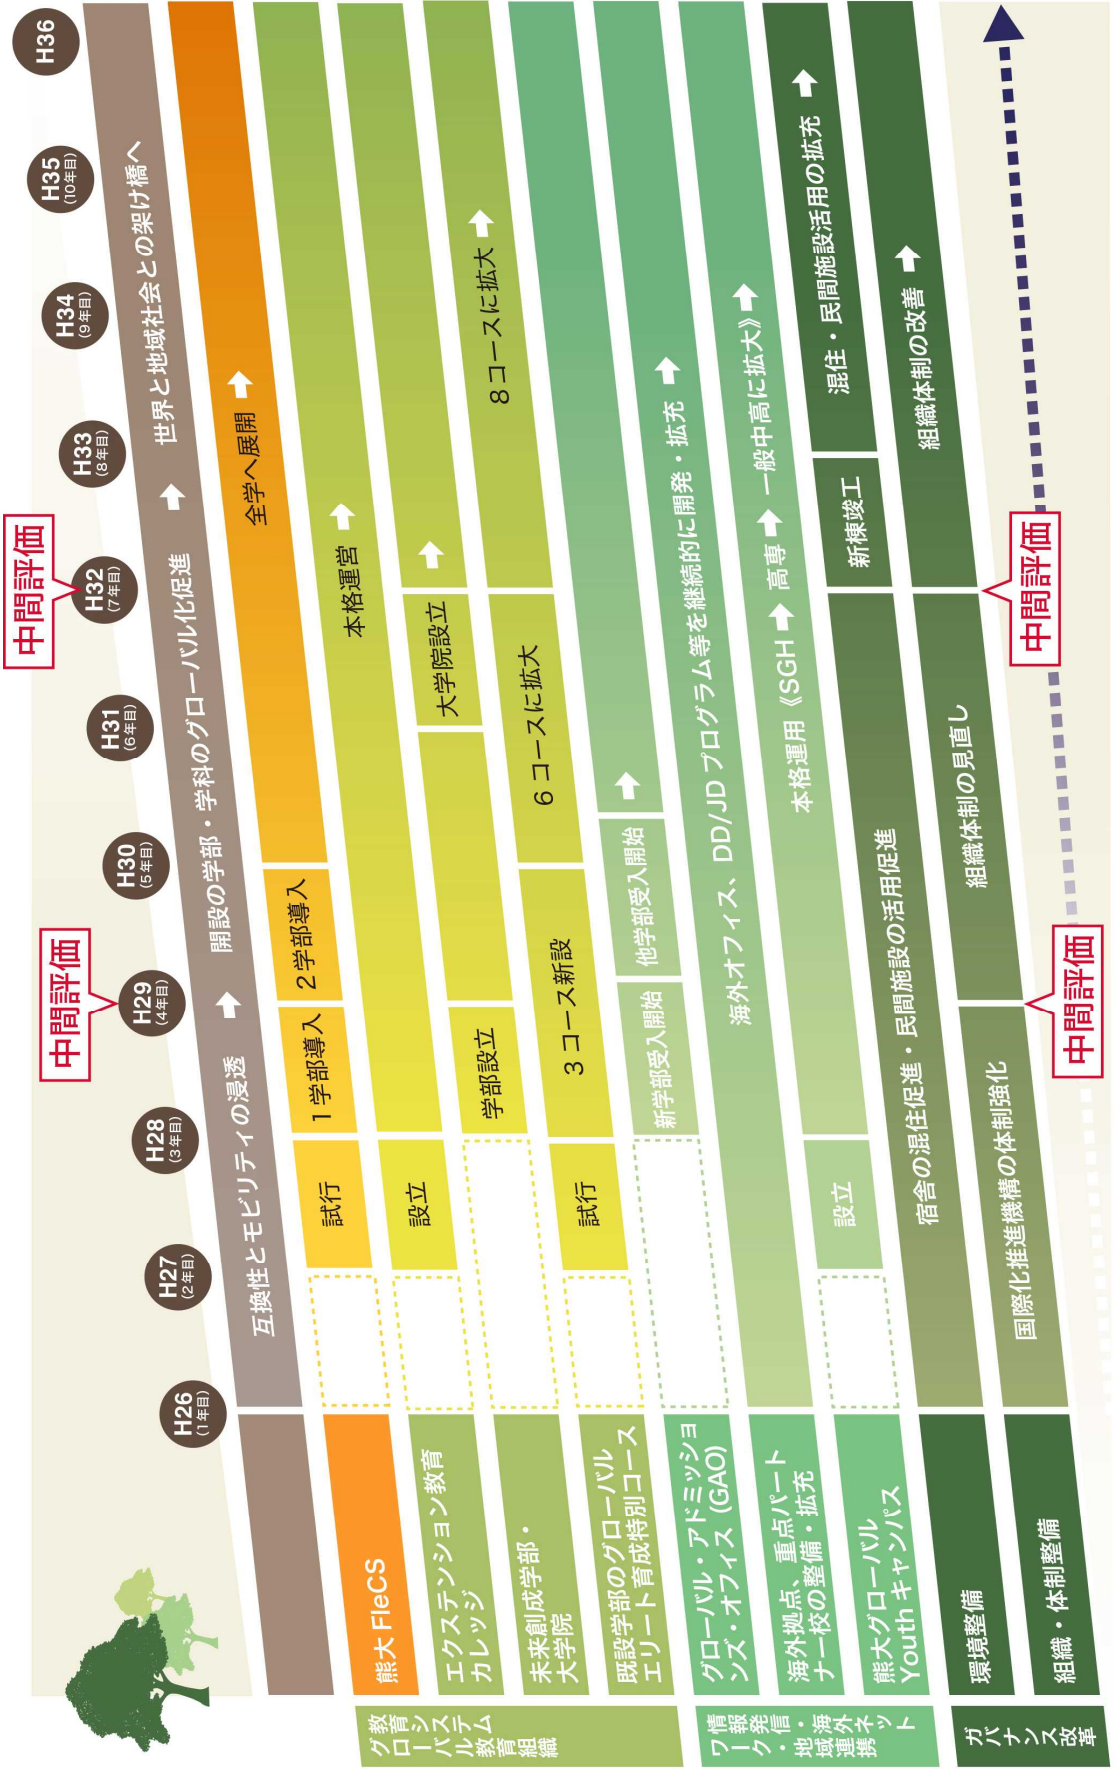 中間評価
中間評価
H26
(1年目)
H27
(2年目)
H28
(3年目)
H29
(4年目)
H30
(5年目)
H31
(6年目)
H32
(7年目)
H33
(8年目)
H34
(9年目)
H35
(10年目)
H36
互換性とモビリティの浸透 ➡ 開設の学部・学科のグローバル化促進 ➡ 世界と地域社会との架け橋へ
グローバル教育
教育システム
組織
熊大 FleCS
試行
1学部導入
2学部導入
全学へ展開 ➡
エクステンション教育
カレッジ
設立
本格運営 ➡
未来創成学部・
大学院
学部設立
大学院設立
➡
既設学部のグローバル
エリート育成特別コース
試行
3コース新設
6コースに拡大
8コースに拡大 ➡
情報発信・海外ネット
ワーク・地域連携
グローバル・アドミッショ
ンズ・オフィス (GAO)
新学部受入開始
他学部受入開始
➡
海外拠点、重点パート
ナー校の整備・拡充
海外オフィス、DD/JDプログラム等を継続的に開発・拡充 ➡
熊大グローバル
Youthキャンパス
設立
本格運用《SGH ➡ 高専 ➡ 一般中高に拡大》➡
ガバナンス改革
環境整備
宿舎の混住促進・民間施設の活用促進
新棟竣工
混住・民間施設活用の拡充 ➡
組織・体制整備
国際化推進機構の体制強化
組織体制の見直し
組織体制の改善 ➡
中間評価
中間評価